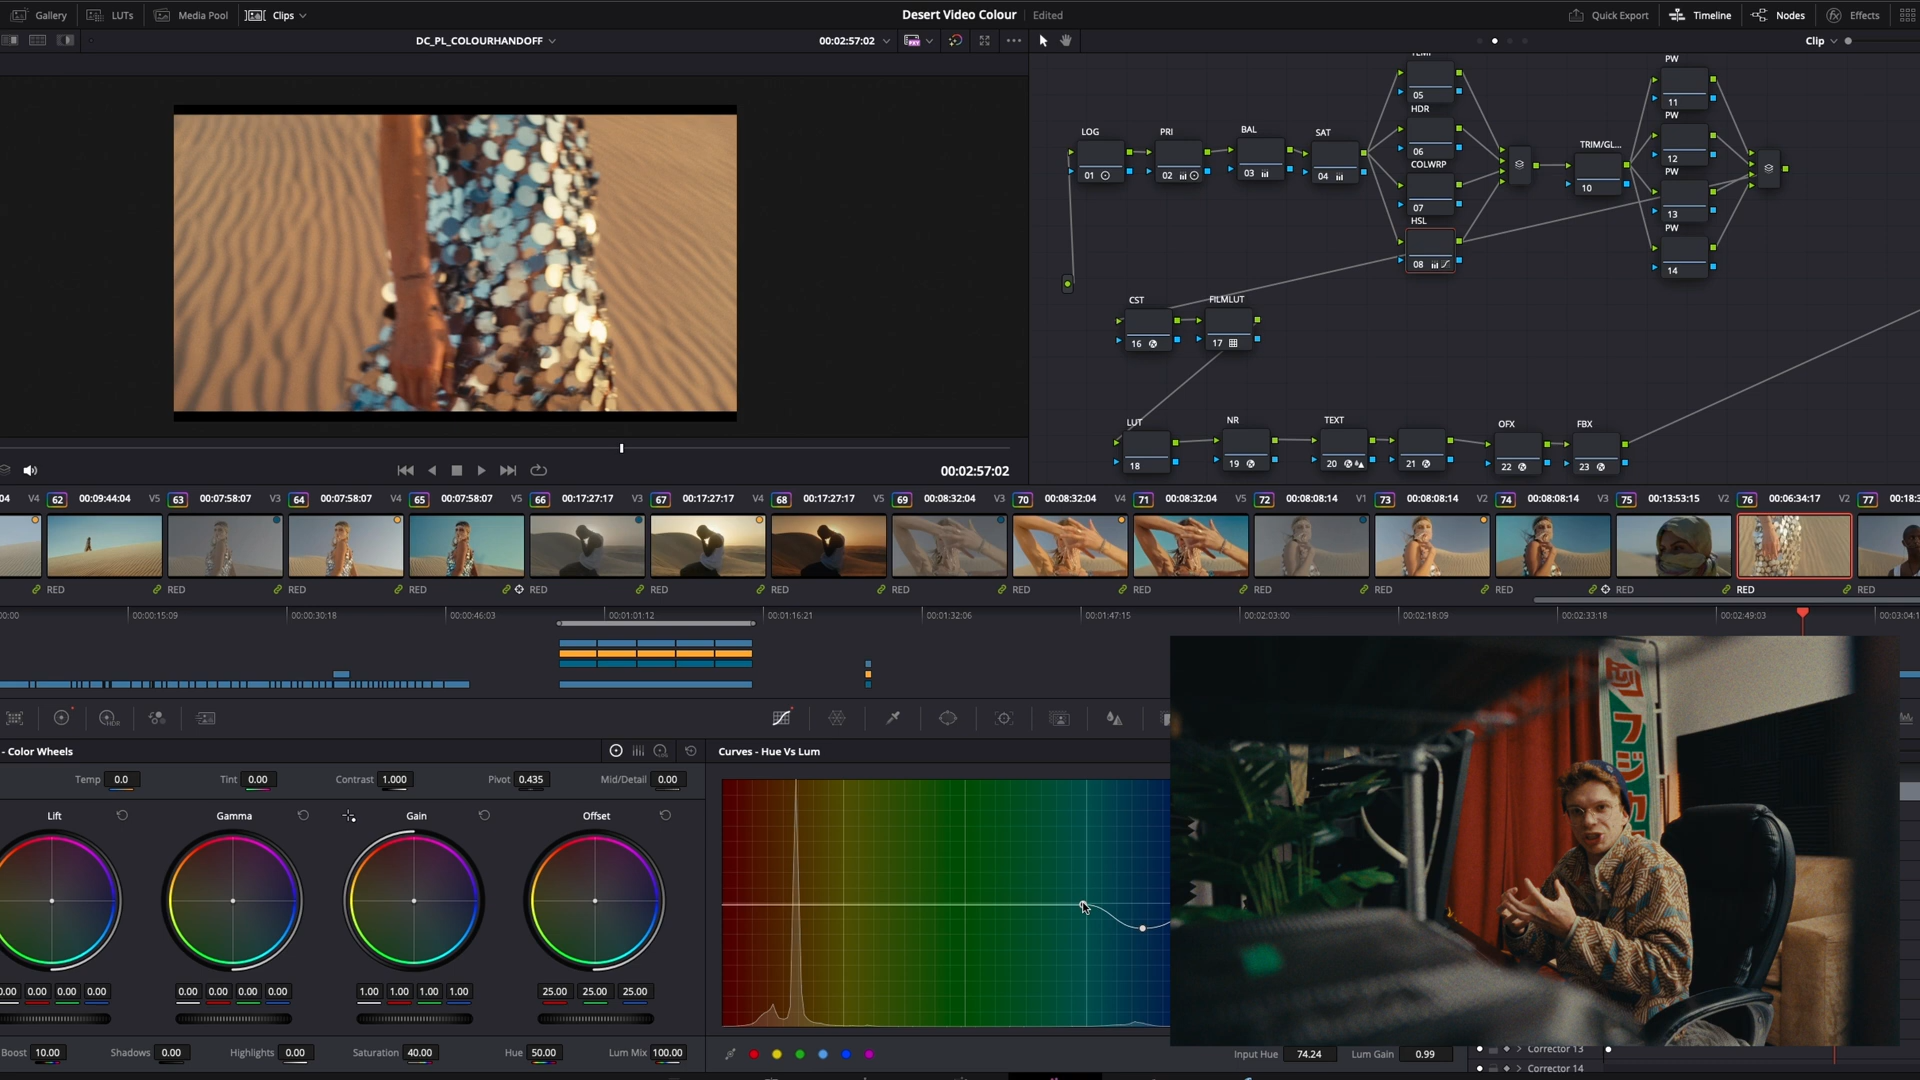 Gallery LUTs Media Pool Clips Desert Video Colour Edited Quick Export Timeline Nodes Effects
DC_PL_COLOURHANDOFF 00:02:57:02 Clip
PW
05 11
HDR PW
LOG PRI BAL SAT 06 12
COLWRP TRIM/GL... PW
01 02 03 04 07 10 13
HSL PW
08 14
CST FILMLUT
16 17
LUT NR TEXT OFX FBX
18 19 20 21 22 23
00:02:57:02
04 V4 62 00:09:44:04 V5 63 00:07:58:07 V3 64 00:07:58:07 V4 65 00:07:58:07 V5 66 00:17:27:17 V3 67 00:17:27:17 V4 68 00:17:27:17 V5 69 00:08:32:04 V3 70 00:08:32:04 V4 71 00:08:32:04 V5 72 00:08:08:14 V1 73 00:08:08:14 V2 74 00:08:08:14 V3 75 00:13:53:15 V2 76 00:06:34:17 V2 77 00:18:3
RED RED RED RED RED RED RED RED RED RED RED RED RED RED RED RED
00:00 00:00:15:09 00:00:30:18 00:00:46:03 00:01:01:12 00:01:16:21 00:01:32:06 00:01:47:15 00:02:03:00 00:02:18:09 00:02:33:18 00:02:49:03 00:03:04:1
HDR
- Color Wheels Curves - Hue Vs Lum
Temp 0.0 Tint 0.00 Contrast 1.000 Pivot 0.435 Mid/Detail 0.00
Lift Gamma Gain Offset
0.00 0.00 0.00 0.00 0.00 0.00 0.00 0.00 1.00 1.00 1.00 1.00 25.00 25.00 25.00
Boost 10.00 Shadows 0.00 Highlights 0.00 Saturation 40.00 Hue 50.00 Lum Mix 100.00 Input Hue 74.24 Lum Gain 0.99
Corrector 13
Corrector 14